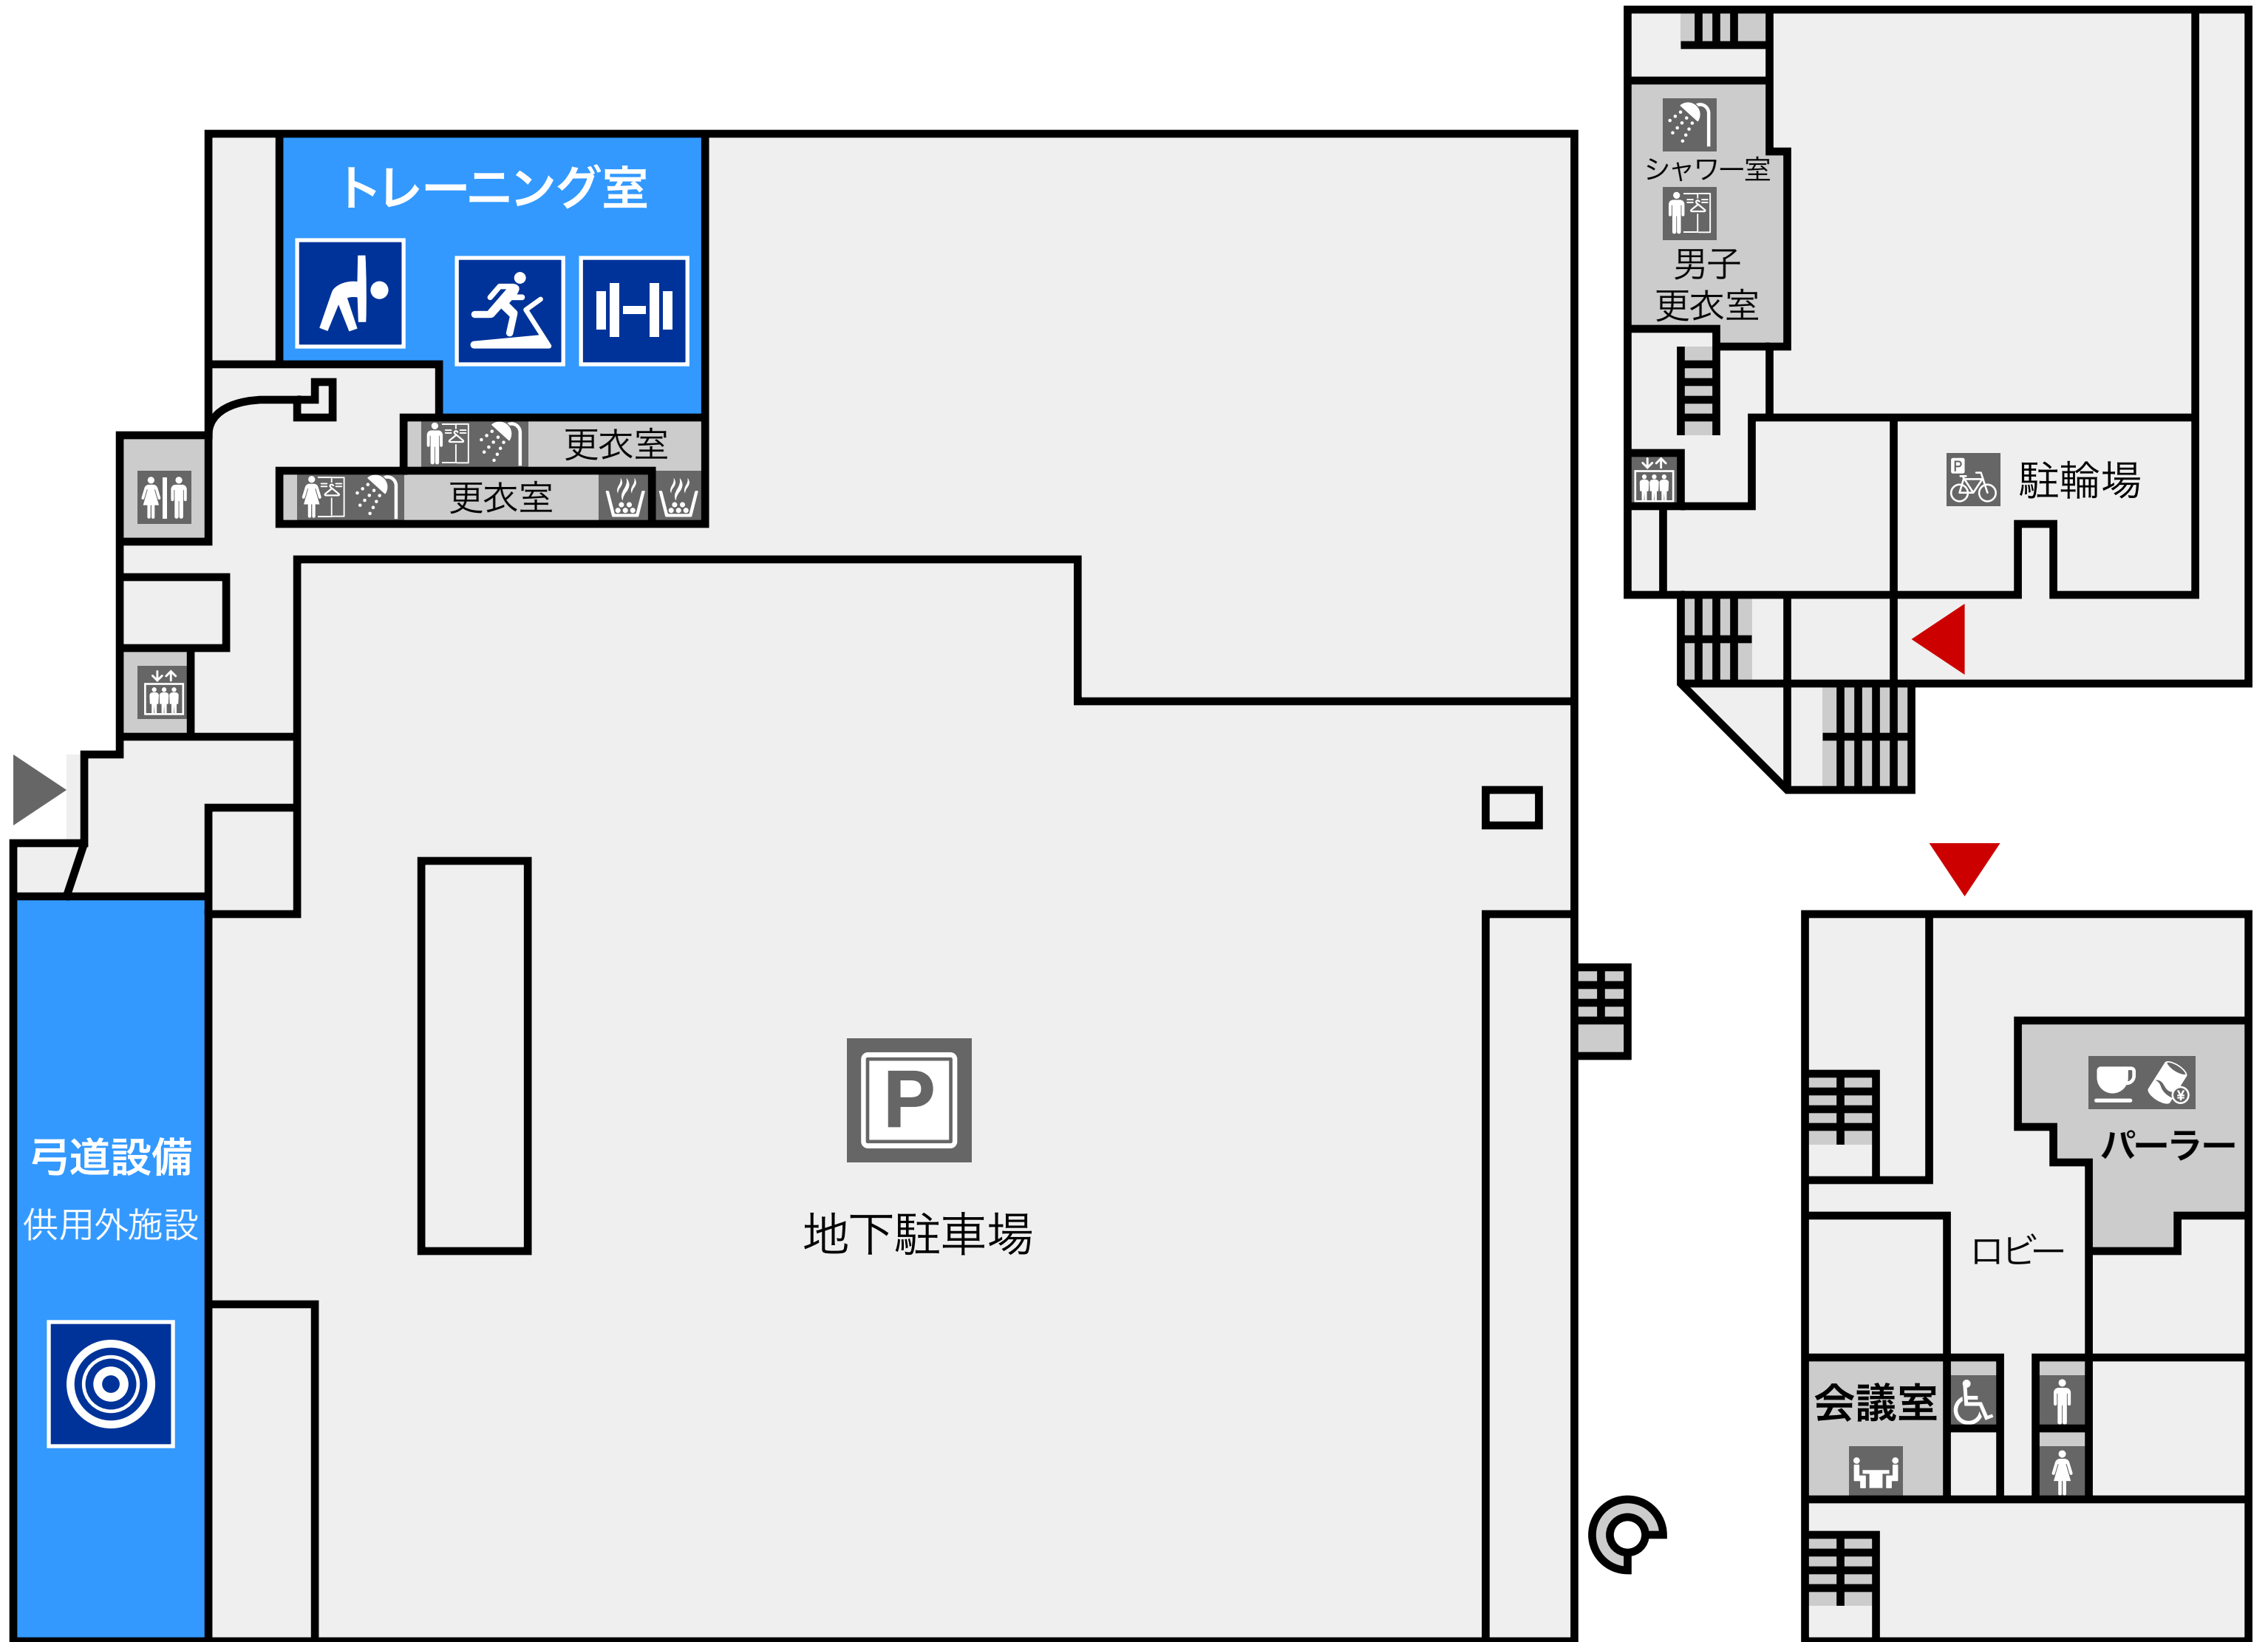 トレーニング室
シャワー室
男子
更衣室
更衣室
更衣室
P
駐輪場
P
地下駐車場
弓道設備
供用外施設
¥
パーラー
ロビー
会議室